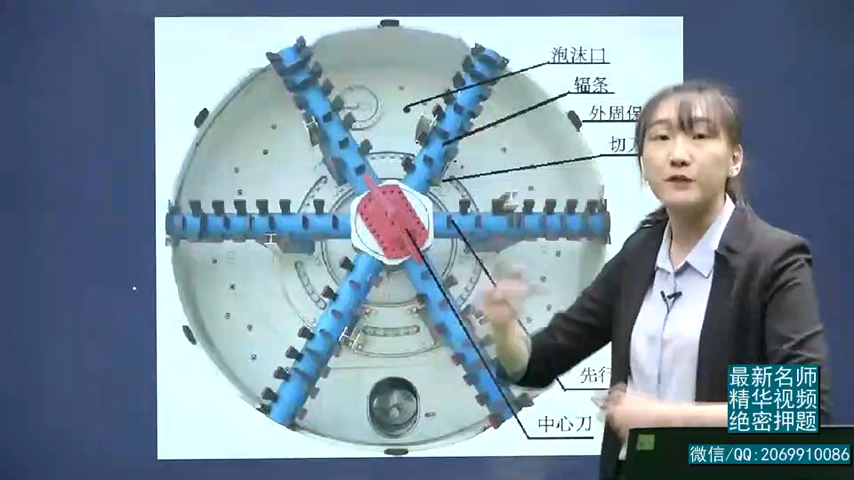 泡沫口
辐条
外周保
切刀
先行
中心刀
最新名师
精华视频
绝密押题
微信/QQ:2069910086